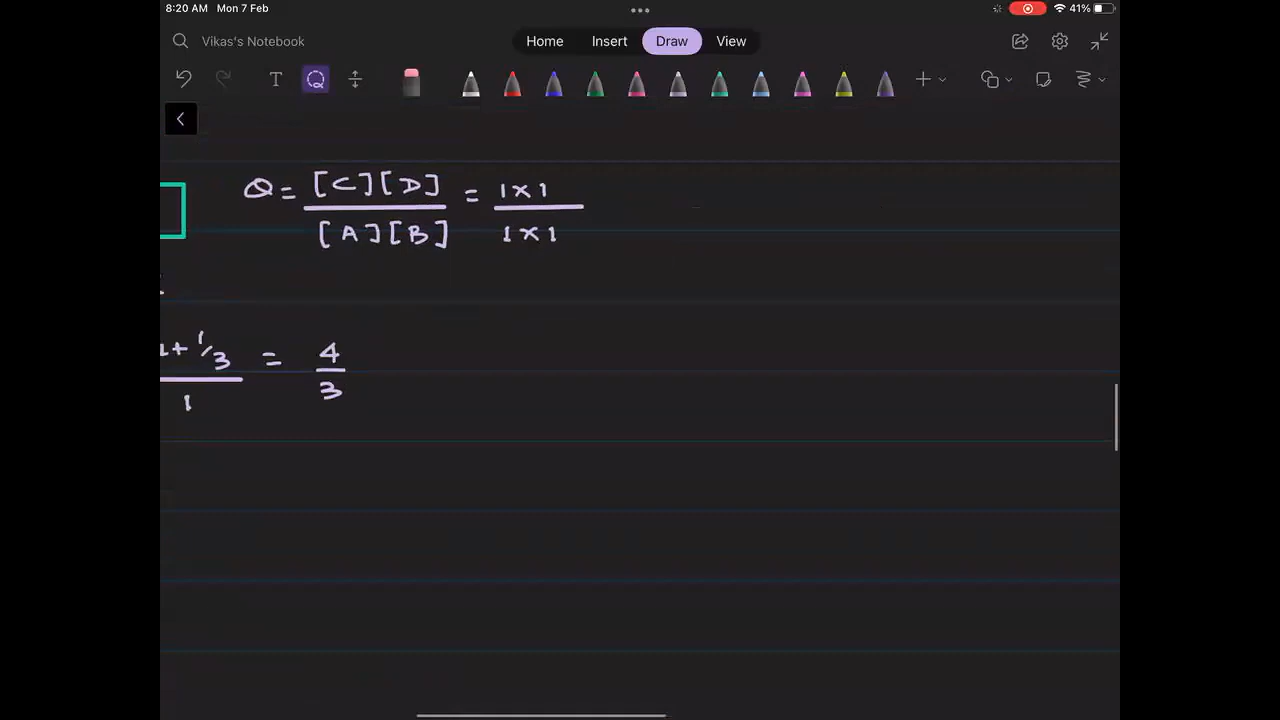 8:20 AM Mon 7 Feb
41%
Vikas's Notebook
Home Insert Draw View
T
Q = [C][D] / [A][B] = 1 x 1 / 1 x 1
+ 1/3 / 1 = 4/3